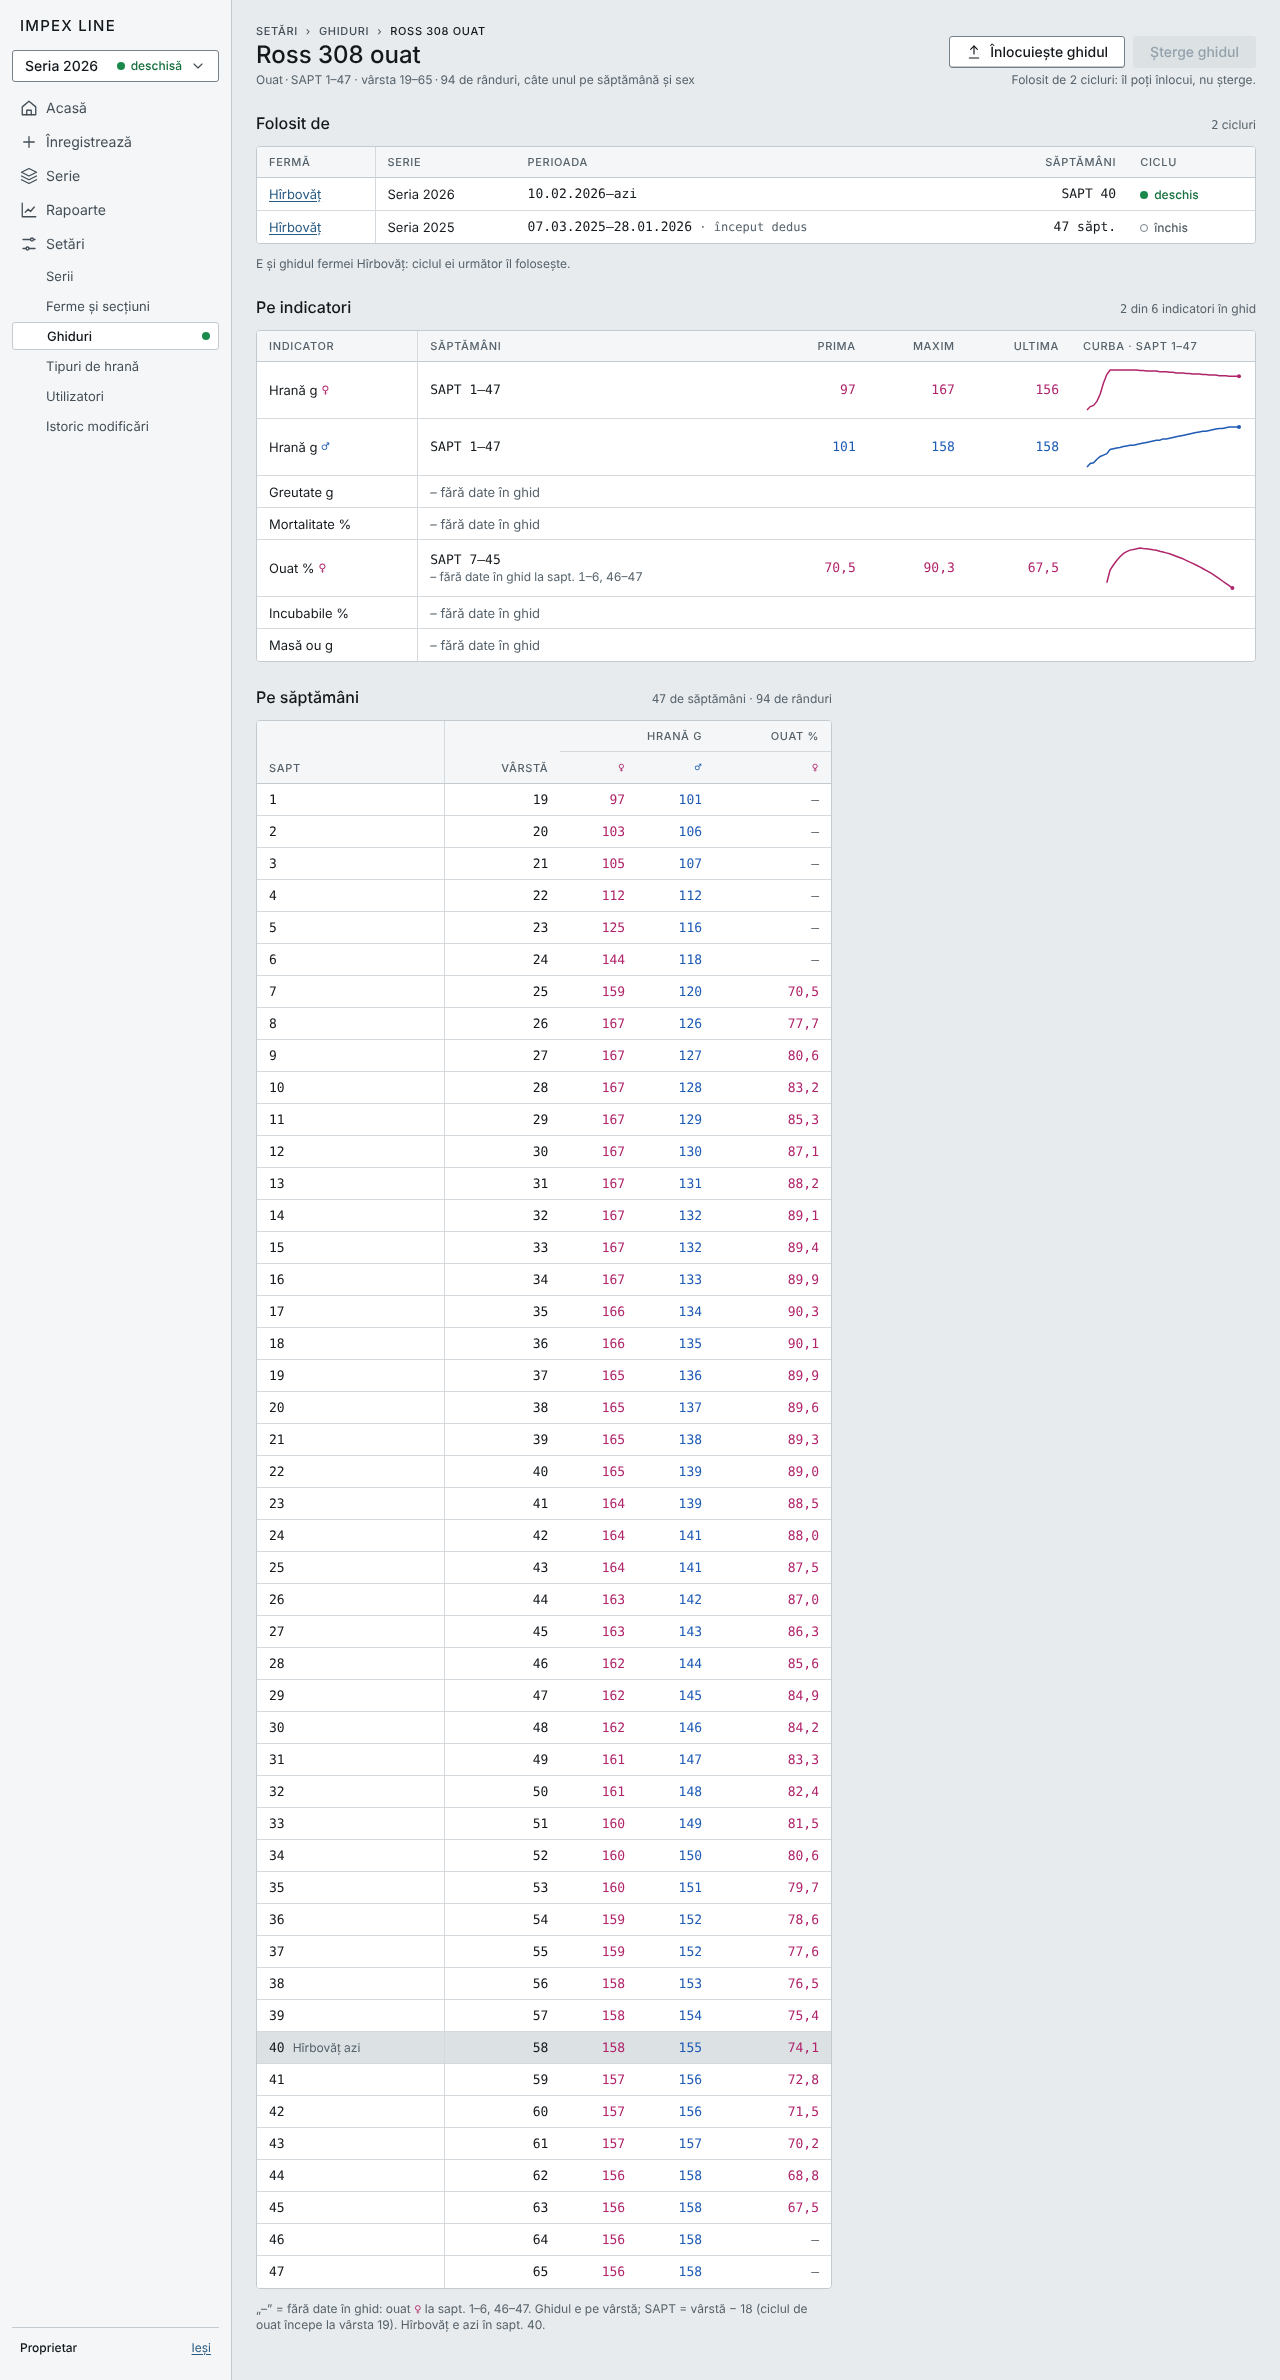 IMPEX LINE
Seria 2026 deschisă
Acasă
Înregistrează
Serie
Rapoarte
Setări
Serii
Ferme și secțiuni
Ghiduri
Tipuri de hrană
Utilizatori
Istoric modificări
Proprietar Ieși
SETĂRI › GHIDURI › ROSS 308 OUAT
Ross 308 ouat
Înlocuiește ghidul Șterge ghidul
Ouat · SAPT 1–47 · vârsta 19–65 · 94 de rânduri, câte unul pe săptămână și sex
Folosit de 2 cicluri: îl poți înlocui, nu șterge.
Folosit de 2 cicluri
FERMĂ SERIE PERIOADA SĂPTĂMÂNI CICLU
Hîrbovăț Seria 2026 10.02.2026–azi SAPT 40 deschis
Hîrbovăț Seria 2025 07.03.2025–28.01.2026 · început dedus 47 săpt. închis
E și ghidul fermei Hîrbovăț: ciclul ei următor îl folosește.
Pe indicatori 2 din 6 indicatori în ghid
INDICATOR SĂPTĂMÂNI PRIMA MAXIM ULTIMA CURBA · SAPT 1–47
Hrană g ♀ SAPT 1–47 97 167 156
Hrană g ♂ SAPT 1–47 101 158 158
Greutate g – fără date în ghid
Mortalitate % – fără date în ghid
Ouat % ♀ SAPT 7–45 70,5 90,3 67,5
– fără date în ghid la sapt. 1–6, 46–47
Incubabile % – fără date în ghid
Masă ou g – fără date în ghid
Pe săptămâni 47 de săptămâni · 94 de rânduri
HRANĂ G OUAT %
SAPT VÂRSTĂ ♀ ♂ ♀
1 19 97 101 –
2 20 103 106 –
3 21 105 107 –
4 22 112 112 –
5 23 125 116 –
6 24 144 118 –
7 25 159 120 70,5
8 26 167 126 77,7
9 27 167 127 80,6
10 28 167 128 83,2
11 29 167 129 85,3
12 30 167 130 87,1
13 31 167 131 88,2
14 32 167 132 89,1
15 33 167 132 89,4
16 34 167 133 89,9
17 35 166 134 90,3
18 36 166 135 90,1
19 37 165 136 89,9
20 38 165 137 89,6
21 39 165 138 89,3
22 40 165 139 89,0
23 41 164 139 88,5
24 42 164 141 88,0
25 43 164 141 87,5
26 44 163 142 87,0
27 45 163 143 86,3
28 46 162 144 85,6
29 47 162 145 84,9
30 48 162 146 84,2
31 49 161 147 83,3
32 50 161 148 82,4
33 51 160 149 81,5
34 52 160 150 80,6
35 53 160 151 79,7
36 54 159 152 78,6
37 55 159 152 77,6
38 56 158 153 76,5
39 57 158 154 75,4
40 Hîrbovăț azi 58 158 155 74,1
41 59 157 156 72,8
42 60 157 156 71,5
43 61 157 157 70,2
44 62 156 158 68,8
45 63 156 158 67,5
46 64 156 158 –
47 65 156 158 –
„–” = fără date în ghid: ouat ♀ la sapt. 1–6, 46–47. Ghidul e pe vârstă; SAPT = vârstă − 18 (ciclul de
ouat începe la vârsta 19). Hîrbovăț e azi în sapt. 40.